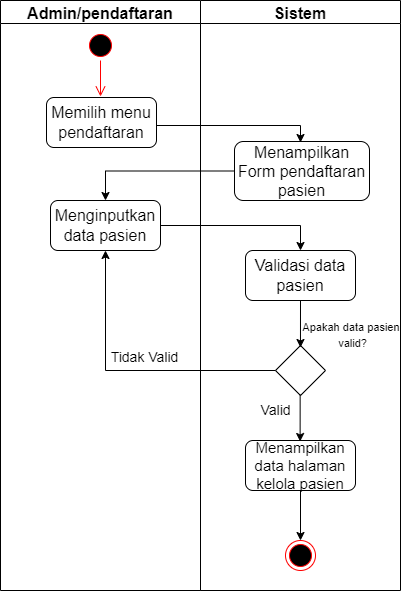 Admin/pendaftaran
Sistem
Memilih menu
pendaftaran
Menampilkan
Form pendaftaran
pasien
Menginputkan
data pasien
Validasi data
pasien
Apakah data pasien
valid?
Tidak Valid
Valid
Menampilkan
data halaman
kelola pasien